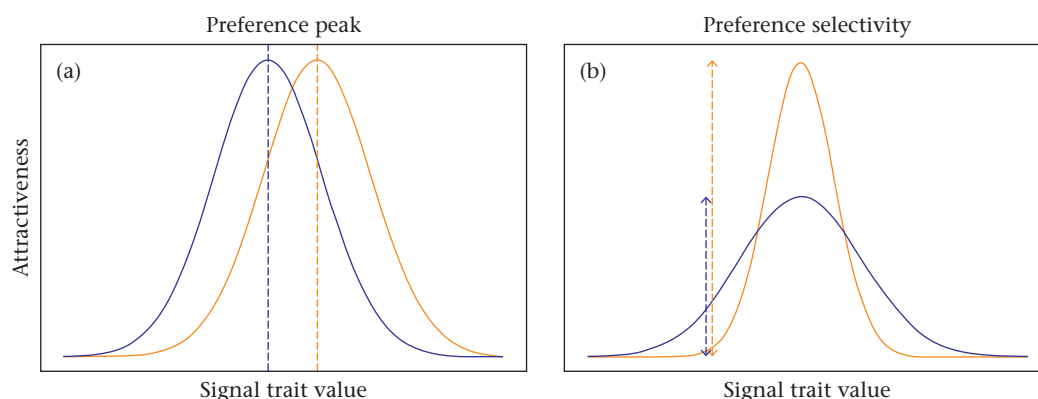 Preference peak
Preference selectivity
(a)
(b)
Attractiveness
Signal trait value
Signal trait value